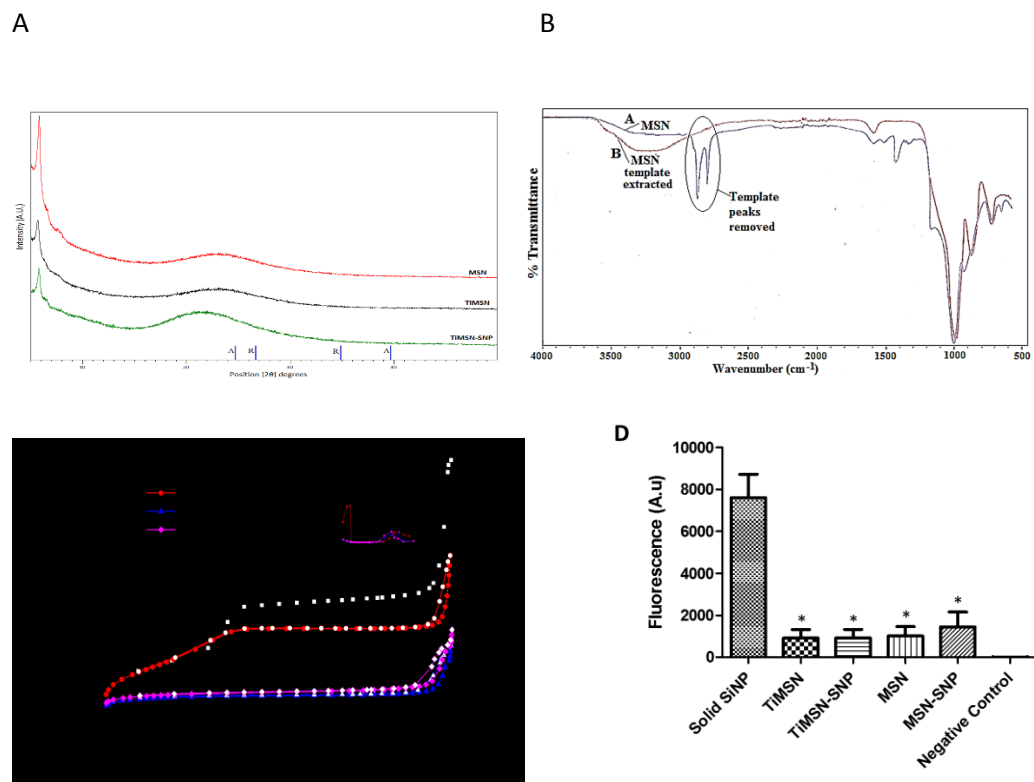 A
B
Intensity [A.U.]
MSN
TiMSN
TiMSN-SNP
A R R A
10
20
30
40
Position [2θ] degrees
% Transmittance
A
MSN
B
MSN
template
extracted
Template
peaks
removed
4000 3500 3000 2500 2000 1500 1000 500
Wavenumber (cm-1)
D
Fluorescence (A.u)
10000
8000
6000
4000
2000
0
* * * *
Solid SiNP
TiMSN
TiMSN-SNP
MSN
MSN-SNP
Negative Control